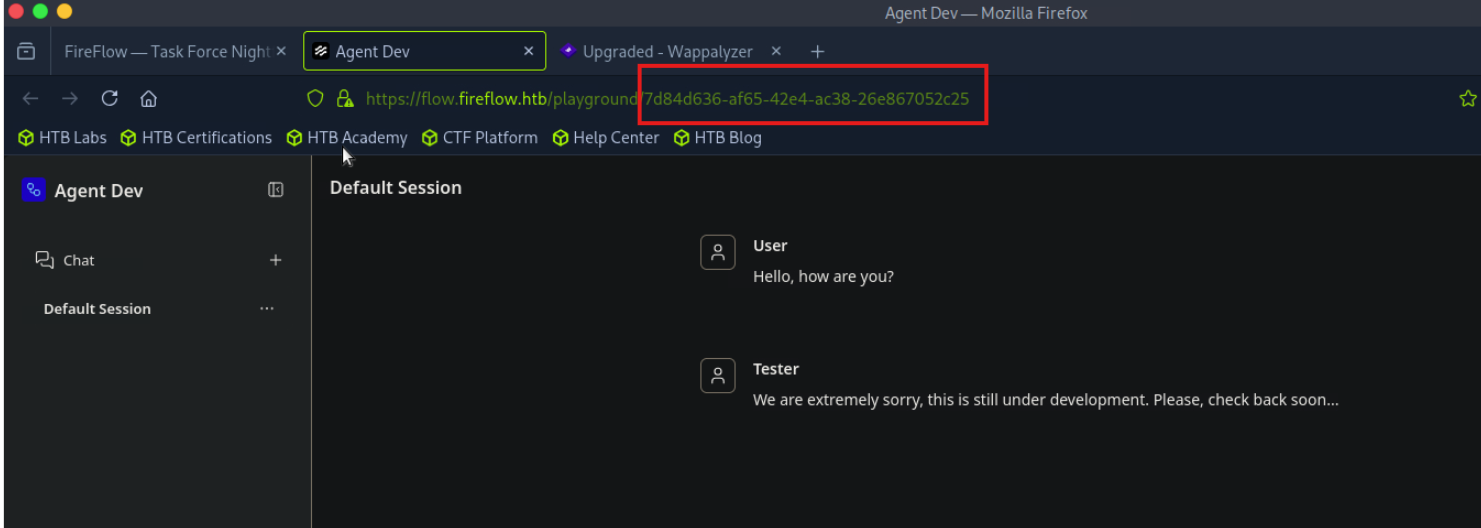 Agent Dev — Mozilla Firefox
FireFlow — Task Force Night ×
Agent Dev ×
Upgraded - Wappalyzer × +
https://flow.fireflow.htb/playground/7d84d636-af65-42e4-ac38-26e867052c25
HTB Labs HTB Certifications HTB Academy CTF Platform Help Center HTB Blog
Agent Dev
Chat +
Default Session ...
Default Session
User
Hello, how are you?
Tester
We are extremely sorry, this is still under development. Please, check back soon...